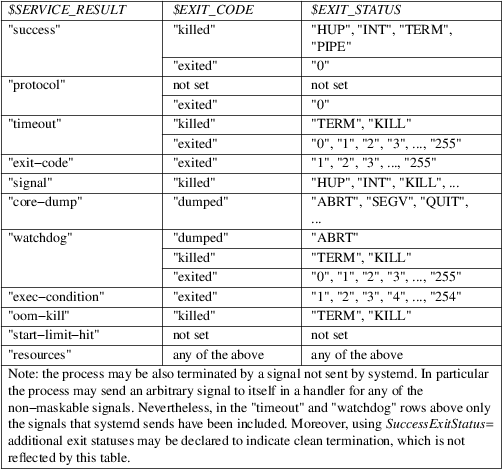 $SERVICE_RESULT $EXIT_CODE $EXIT_STATUS
"success" "killed" "HUP", "INT", "TERM",
"PIPE"
"exited" "0"
"protocol" not set not set
"exited" "0"
"timeout" "killed" "TERM", "KILL"
"exited" "0", "1", "2", "3", ..., "255"
"exit−code" "exited" "1", "2", "3", ..., "255"
"signal" "killed" "HUP", "INT", "KILL", ...
"core−dump" "dumped" "ABRT", "SEGV", "QUIT",
...
"watchdog" "dumped" "ABRT"
"killed" "TERM", "KILL"
"exited" "0", "1", "2", "3", ..., "255"
"exec−condition" "exited" "1", "2", "3", "4", ..., "254"
"oom−kill" "killed" "TERM", "KILL"
"start−limit−hit" not set not set
"resources" any of the above any of the above
Note: the process may be also terminated by a signal not sent by systemd. In particular
the process may send an arbitrary signal to itself in a handler for any of the
non−maskable signals. Nevertheless, in the "timeout" and "watchdog" rows above only
the signals that systemd sends have been included. Moreover, using SuccessExitStatus=
additional exit statuses may be declared to indicate clean termination, which is not
reflected by this table.